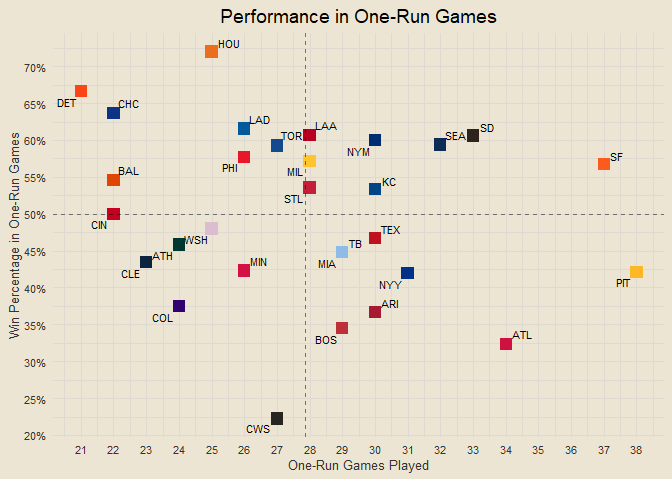 Performance in One-Run Games
HOU
70%
DET
CHC
65%
LAD
LAA
TOR
SEA
SD
60%
NYM
PHI
MIL
SF
BAL
55%
KC
STL
50%
CIN
WSH
TEX
TB
45%
ATH
MIA
CLE
MIN
NYY
PIT
40%
COL
ARI
35%
BOS
ATL
30%
25%
CWS
20%
21 22 23 24 25 26 27 28 29 30 31 32 33 34 35 36 37 38
One-Run Games Played
Win Percentage in One-Run Games